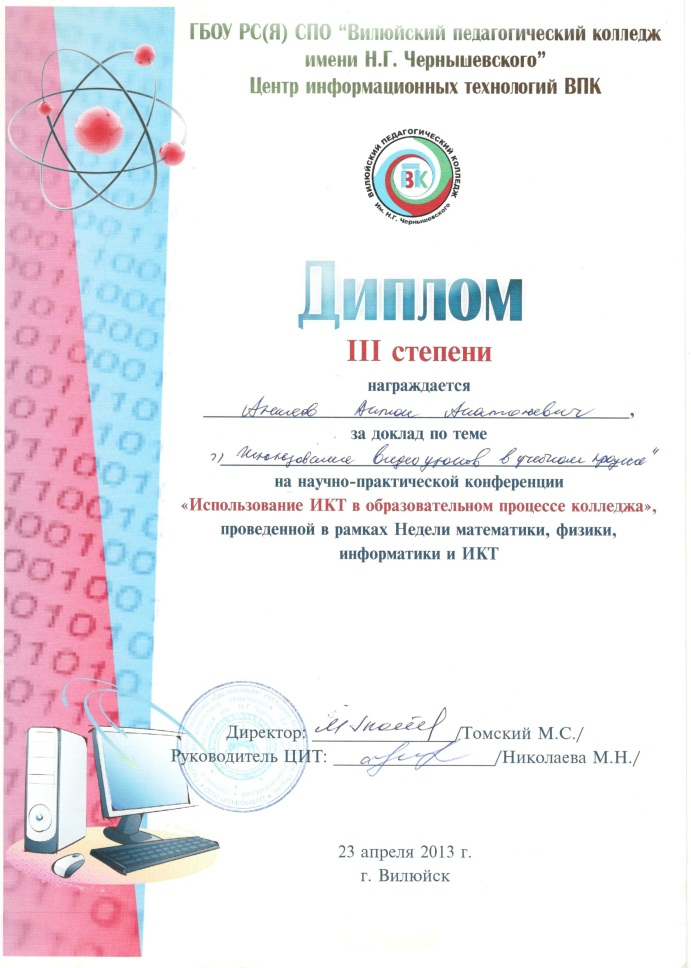 ГБОУ РС(Я) СПО “Вилюйский педагогический колледж
имени Н.Г. Чернышевского”
Центр информационных технологий ВПК
ВИЛЮЙСКИЙ ПЕДАГОГИЧЕСКИЙ КОЛЛЕДЖ
ВПК
Им. Н.Г. Чернышевского
Диплом
III степени
награждается
Антон Анатольевич,
за доклад по теме
Использование видеоуроков в учебном процессе"
на научно-практической конференции
«Использование ИКТ в образовательном процессе колледжа»,
проведенной в рамках Недели математики, физики,
информатики и ИКТ
Директор: /Томский М.С./
Руководитель ЦИТ: /Николаева М.Н./
23 апреля 2013 г.
г. Вилюйск